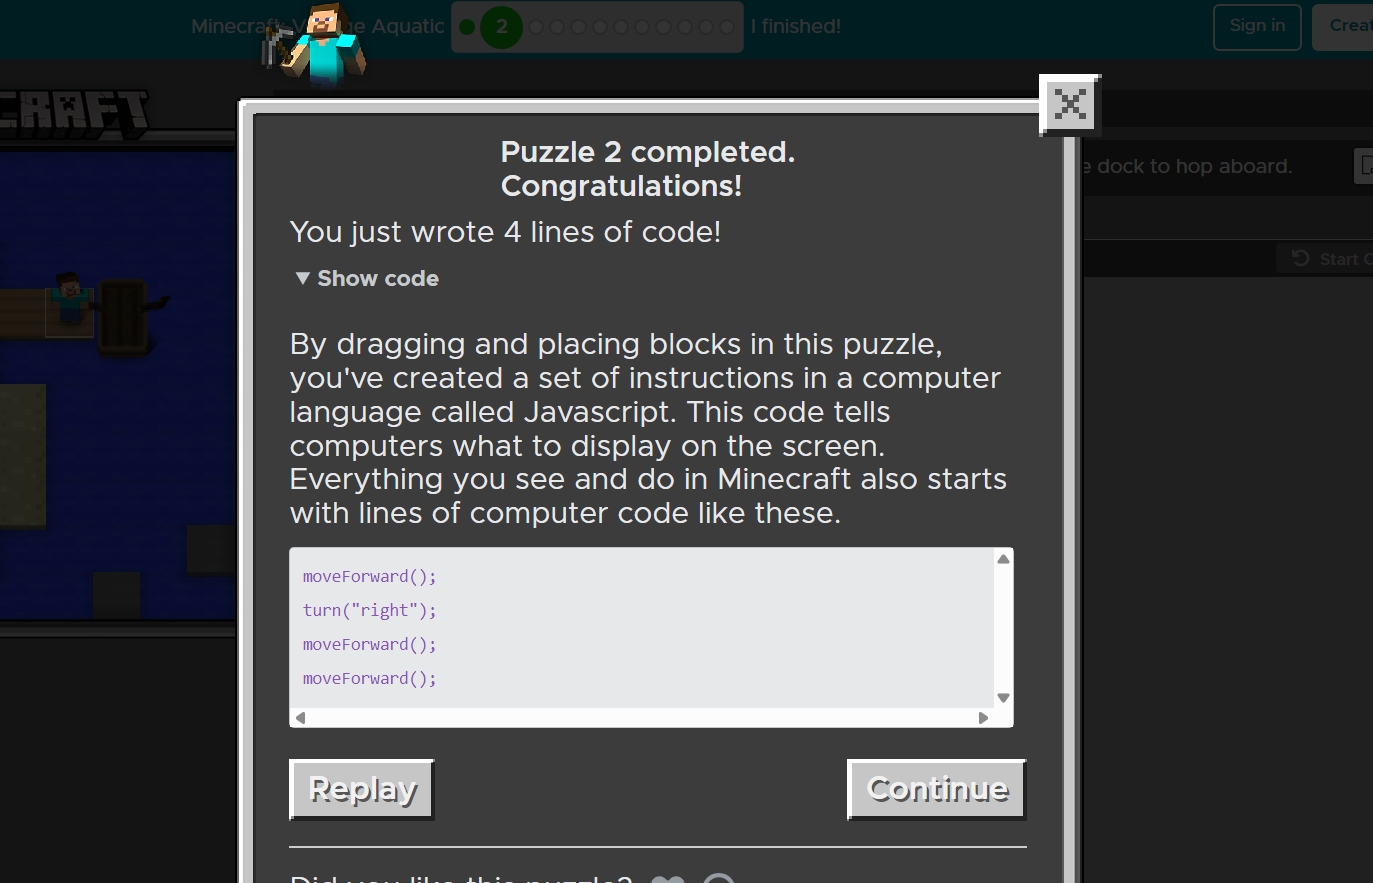 Aquatic
2
I finished!
Sign in
CRAFT
Puzzle 2 completed.
Congratulations!
dock to hop aboard.
You just wrote 4 lines of code!
Start
Show code
By dragging and placing blocks in this puzzle,
you've created a set of instructions in a computer
language called Javascript. This code tells
computers what to display on the screen.
Everything you see and do in Minecraft also starts
with lines of computer code like these.
moveForward();
turn("right");
moveForward();
moveForward();
Replay
Continue
Did you like this puzzle?